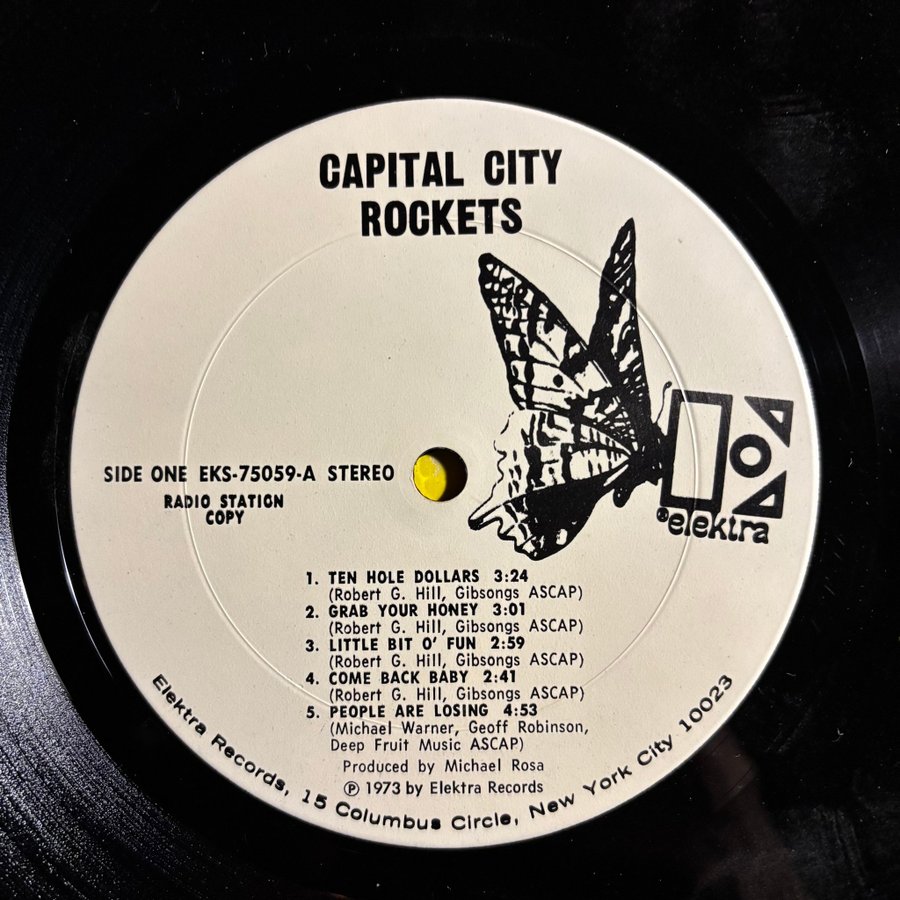 CAPITAL CITY
ROCKETS
SIDE ONE EKS-75059-A STEREO
RADIO STATION
COPY
elektra
1. TEN HOLE DOLLARS 3:24
(Robert G. Hill, Gibsongs ASCAP)
2. GRAB YOUR HONEY 3:01
(Robert G. Hill, Gibsongs ASCAP)
3. LITTLE BIT O' FUN 2:59
(Robert G. Hill, Gibsongs ASCAP)
4. COME BACK BABY 2:41
(Robert G. Hill, Gibsongs ASCAP)
5. PEOPLE ARE LOSING 4:53
(Michael Warner, Geoff Robinson,
Deep Fruit Music ASCAP)
Produced by Michael Rosa
℗ 1973 by Elektra Records
Elektra Records, 15 Columbus Circle, New York City 10023